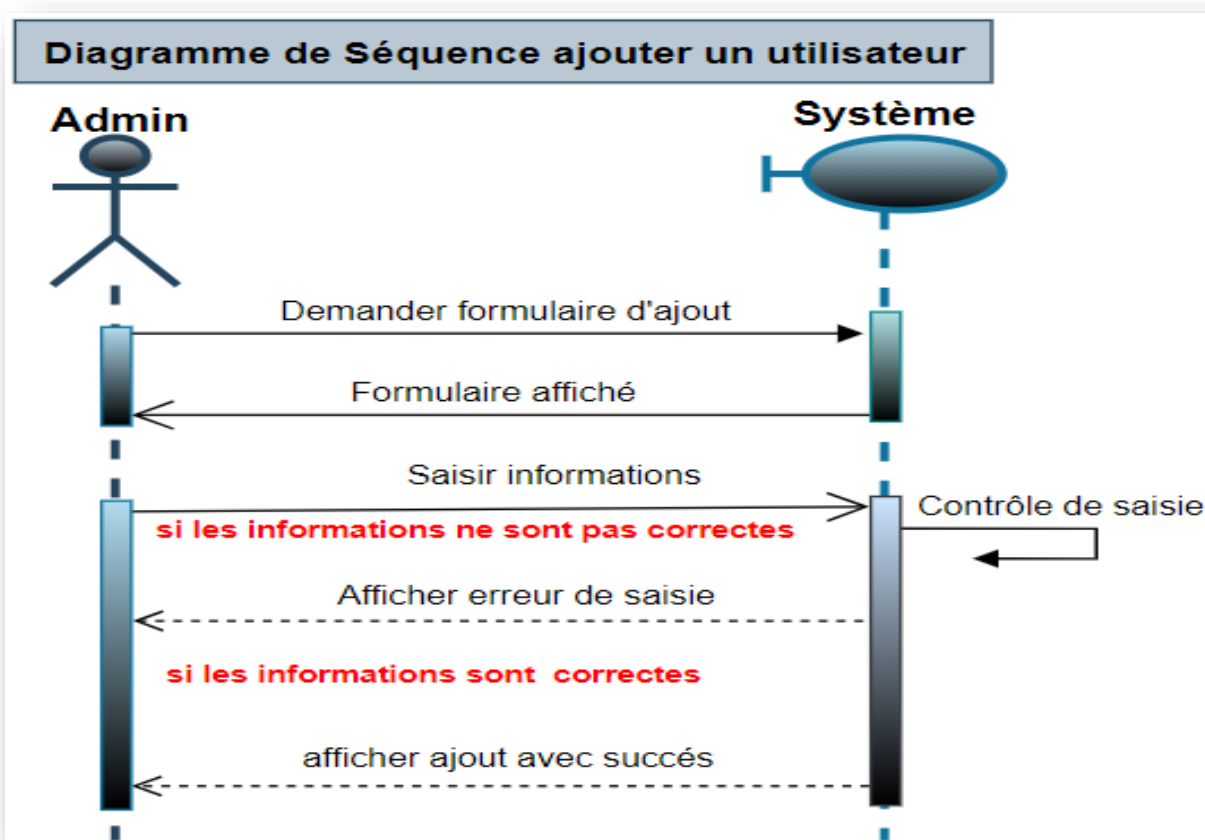 Diagramme de Séquence ajouter un utilisateur
Admin
Système
Demander formulaire d'ajout
Formulaire affiché
Saisir informations
Contrôle de saisie
si les informations ne sont pas correctes
Afficher erreur de saisie
si les informations sont correctes
afficher ajout avec succés